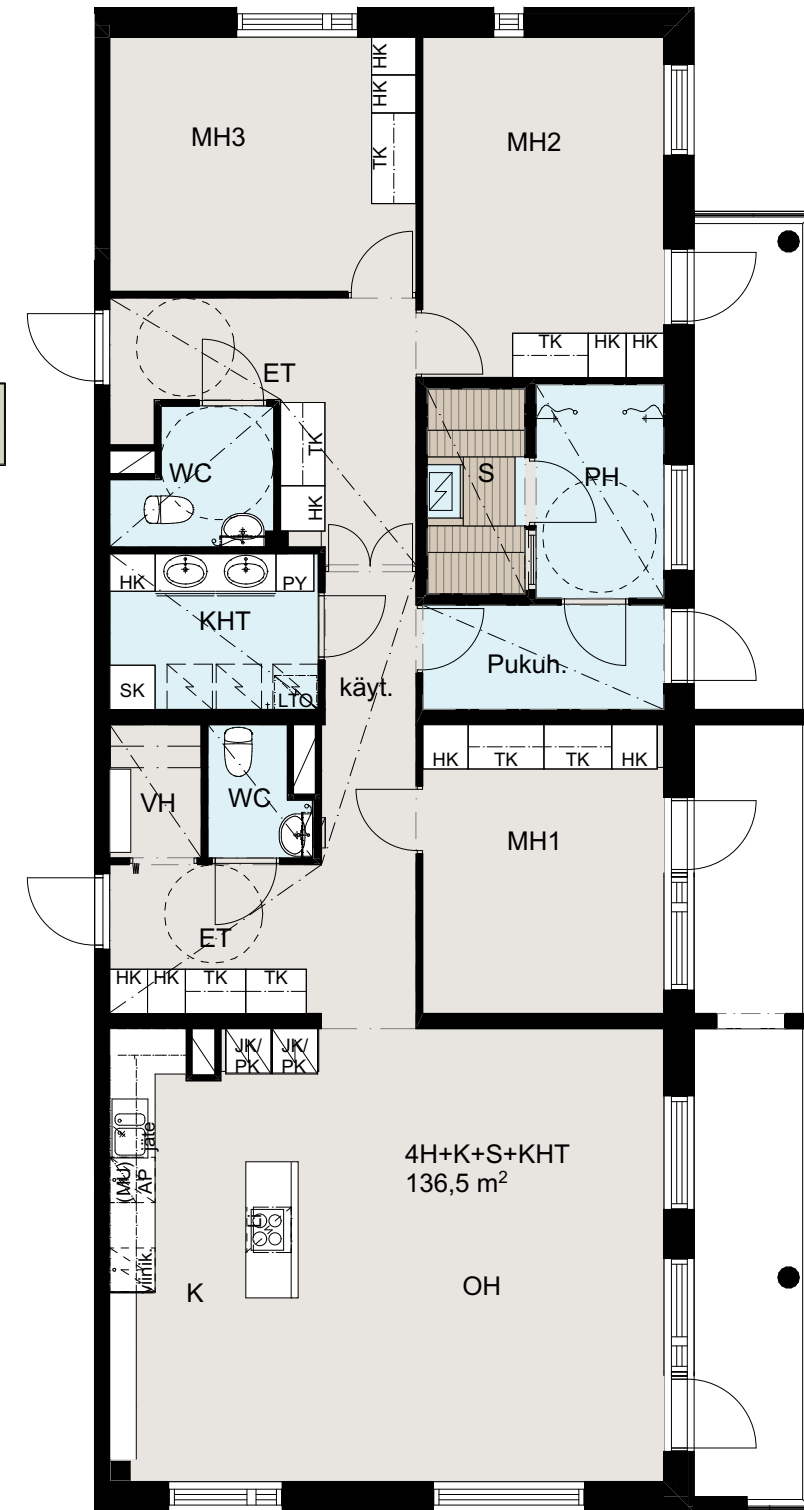 HK
HK
TK
MH3
MH2
TK HK HK
ET
TK
HK
WC
S
PH
HK
PY
KHT
SK
LTO
käyt.
Pukuh.
HK TK TK HK
VH
WC
MH1
ET
HK HK TK TK
JK/
PK
JK/
PK
jäte
(MU)
AP
viinik.
4H+K+S+KHT
136,5 m²
K
OH